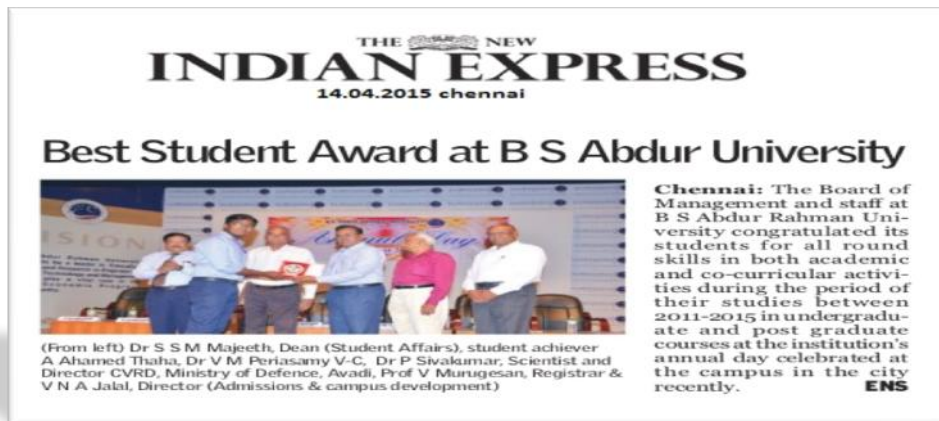 THE NEW
INDIAN EXPRESS
14.04.2015 chennai
Best Student Award at B S Abdur University
ISION
Annual Day
(From left) Dr S S M Majeeth, Dean (Student Affairs), student achiever
A Ahamed Thaha, Dr V M Periasamy V-C, Dr P Sivakumar, Scientist and
Director CVRD, Ministry of Defence, Avadi, Prof V Murugesan, Registrar &
V N A Jalal, Director (Admissions & campus development)
Chennai: The Board of
Management and staff at
B S Abdur Rahman Uni-
versity congratulated its
students for all round
skills in both academic
and co-curricular activi-
ties during the period of
their studies between
2011-2015 in undergradu-
ate and post graduate
courses at the institution's
annual day celebrated at
the campus in the city
recently. ENS